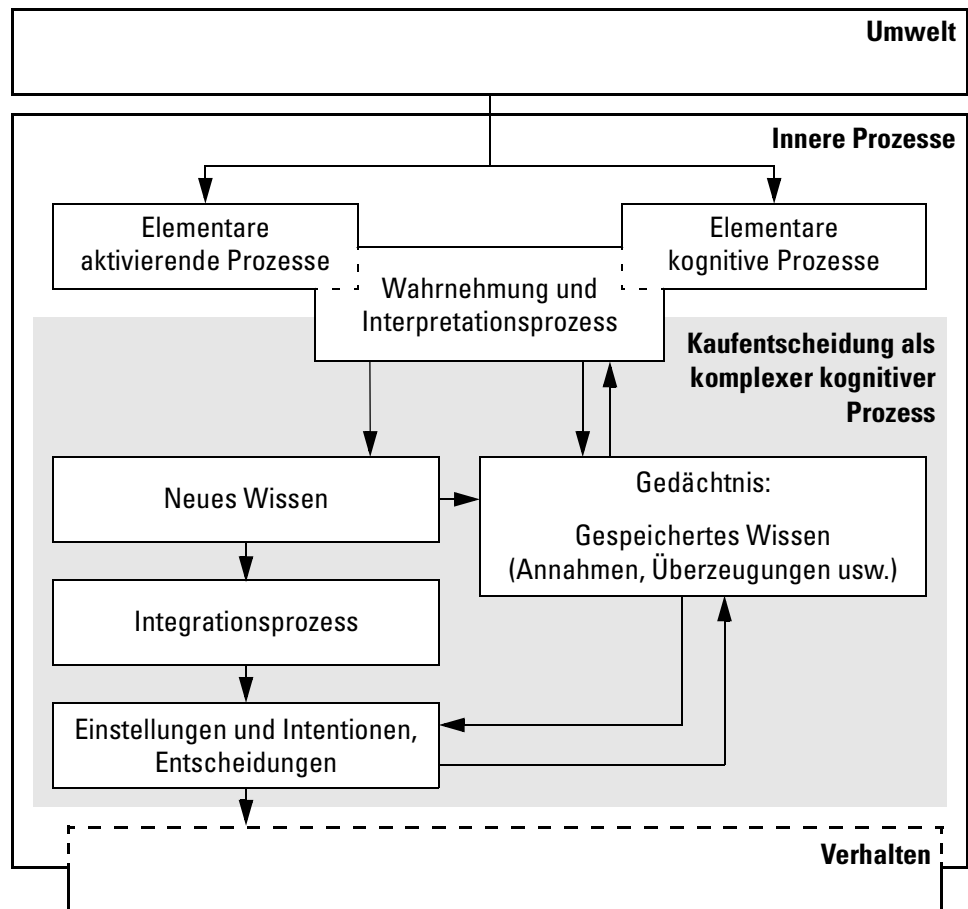 Umwelt
Innere Prozesse
Elementare
aktivierende Prozesse
Elementare
kognitive Prozesse
Wahrnehmung und
Interpretationsprozess
Kaufentscheidung als
komplexer kognitiver
Prozess
Neues Wissen
Gedächtnis:
Gespeichertes Wissen
(Annahmen, Überzeugungen usw.)
Integrationsprozess
Einstellungen und Intentionen,
Entscheidungen
Verhalten